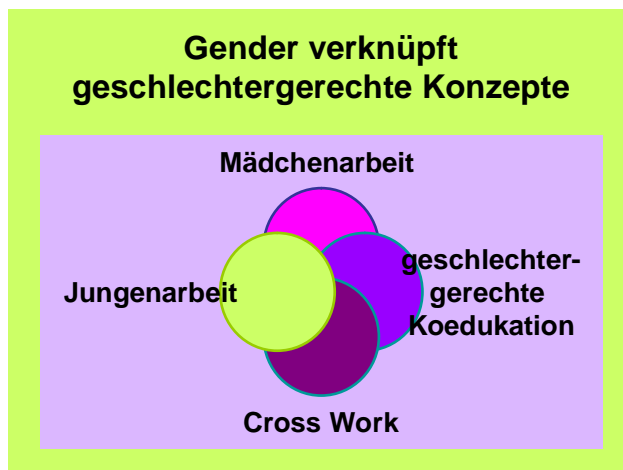 Gender verknüpft
geschlechtergerechte Konzepte
Mädchenarbeit
Jungenarbeit
geschlechter-
gerechte
Koedukation
Cross Work